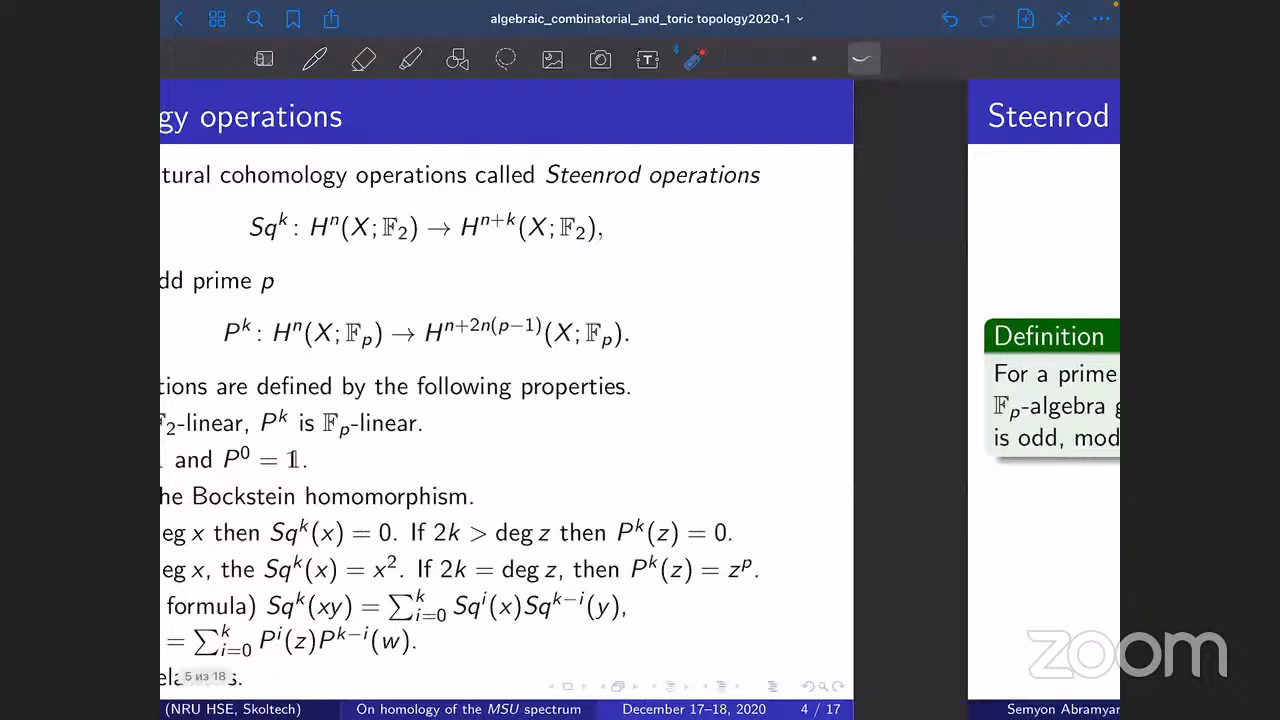 algebraic_combinatorial_and_toric topology2020-1
gy operations
tural cohomology operations called Steenrod operations
Sq^k : H^n(X; 𝔽_2) → H^{n+k}(X; 𝔽_2),
dd prime p
P^k : H^n(X; 𝔽_p) → H^{n+2n(p−1)}(X; 𝔽_p).
tions are defined by the following properties.
𝔽_2-linear, P^k is 𝔽_p-linear.
and P^0 = 𝟙.
he Bockstein homomorphism.
eg x then Sq^k(x) = 0. If 2k > deg z then P^k(z) = 0.
eg x, the Sq^k(x) = x^2. If 2k = deg z, then P^k(z) = z^p.
formula) Sq^k(xy) = ∑_{i=0}^k Sq^i(x)Sq^{k−i}(y),
= ∑_{i=0}^k P^i(z)P^{k−i}(w).
5 из 18
(NRU HSE, Skoltech)
On homology of the MSU spectrum
December 17–18, 2020
4 / 17
Steenrod
Definition
For a prime
𝔽_p-algebra g
is odd, mod
Semyon Abramyan
zoom